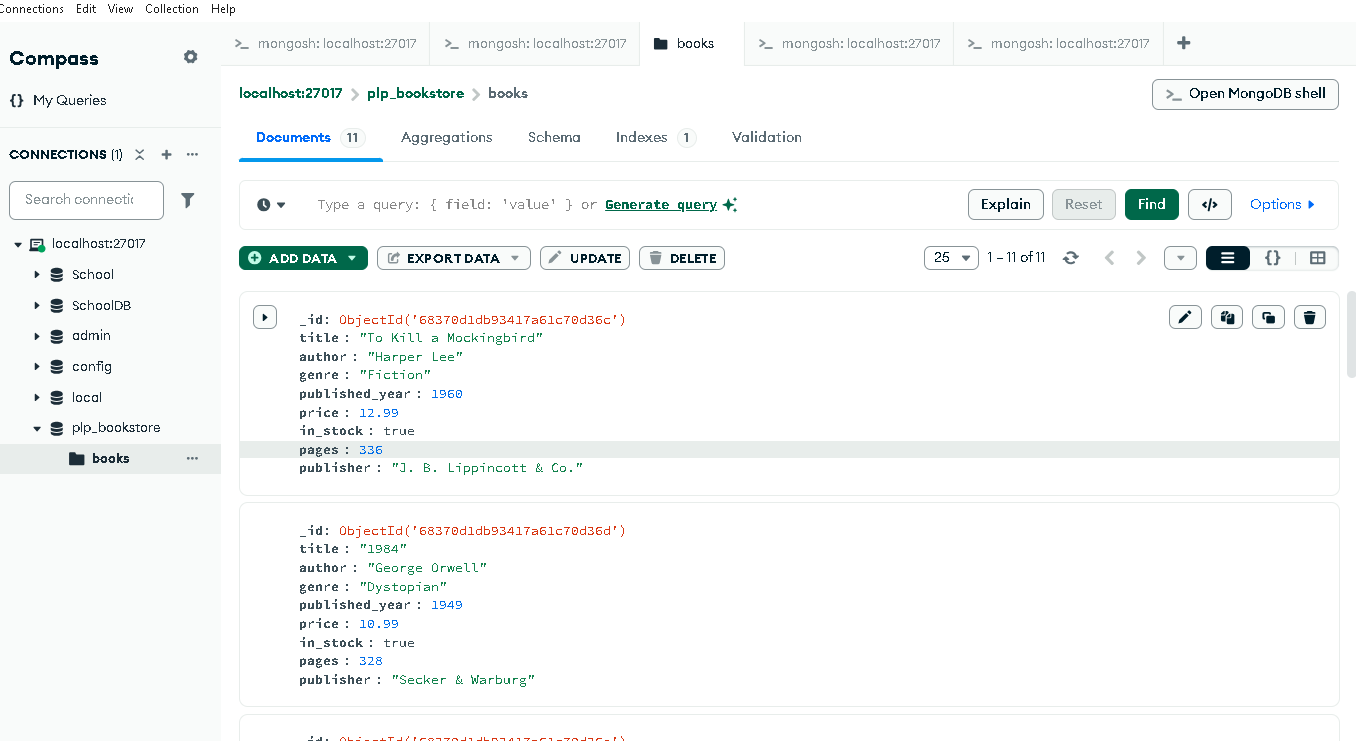 Connections Edit View Collection Help
Compass
My Queries
CONNECTIONS (1)
Search connectic
localhost:27017
School
SchoolDB
admin
config
local
plp_bookstore
books
>_ mongosh: localhost:27017
>_ mongosh: localhost:27017
books
>_ mongosh: localhost:27017
>_ mongosh: localhost:27017
localhost:27017 > plp_bookstore > books
>_ Open MongoDB shell
Documents 11 Aggregations Schema Indexes 1 Validation
Type a query: { field: 'value' } or Generate query
Explain Reset Find </> Options
ADD DATA EXPORT DATA UPDATE DELETE
25 1 – 11 of 11 {}
_id: ObjectId('68370d1db93417a61c70d36c')
title : "To Kill a Mockingbird"
author : "Harper Lee"
genre : "Fiction"
published_year : 1960
price : 12.99
in_stock : true
pages : 336
publisher : "J. B. Lippincott & Co."
_id: ObjectId('68370d1db93417a61c70d36d')
title : "1984"
author : "George Orwell"
genre : "Dystopian"
published_year : 1949
price : 10.99
in_stock : true
pages : 328
publisher : "Secker & Warburg"
_id: ObjectId('68370d1db93417a61c70d36e')